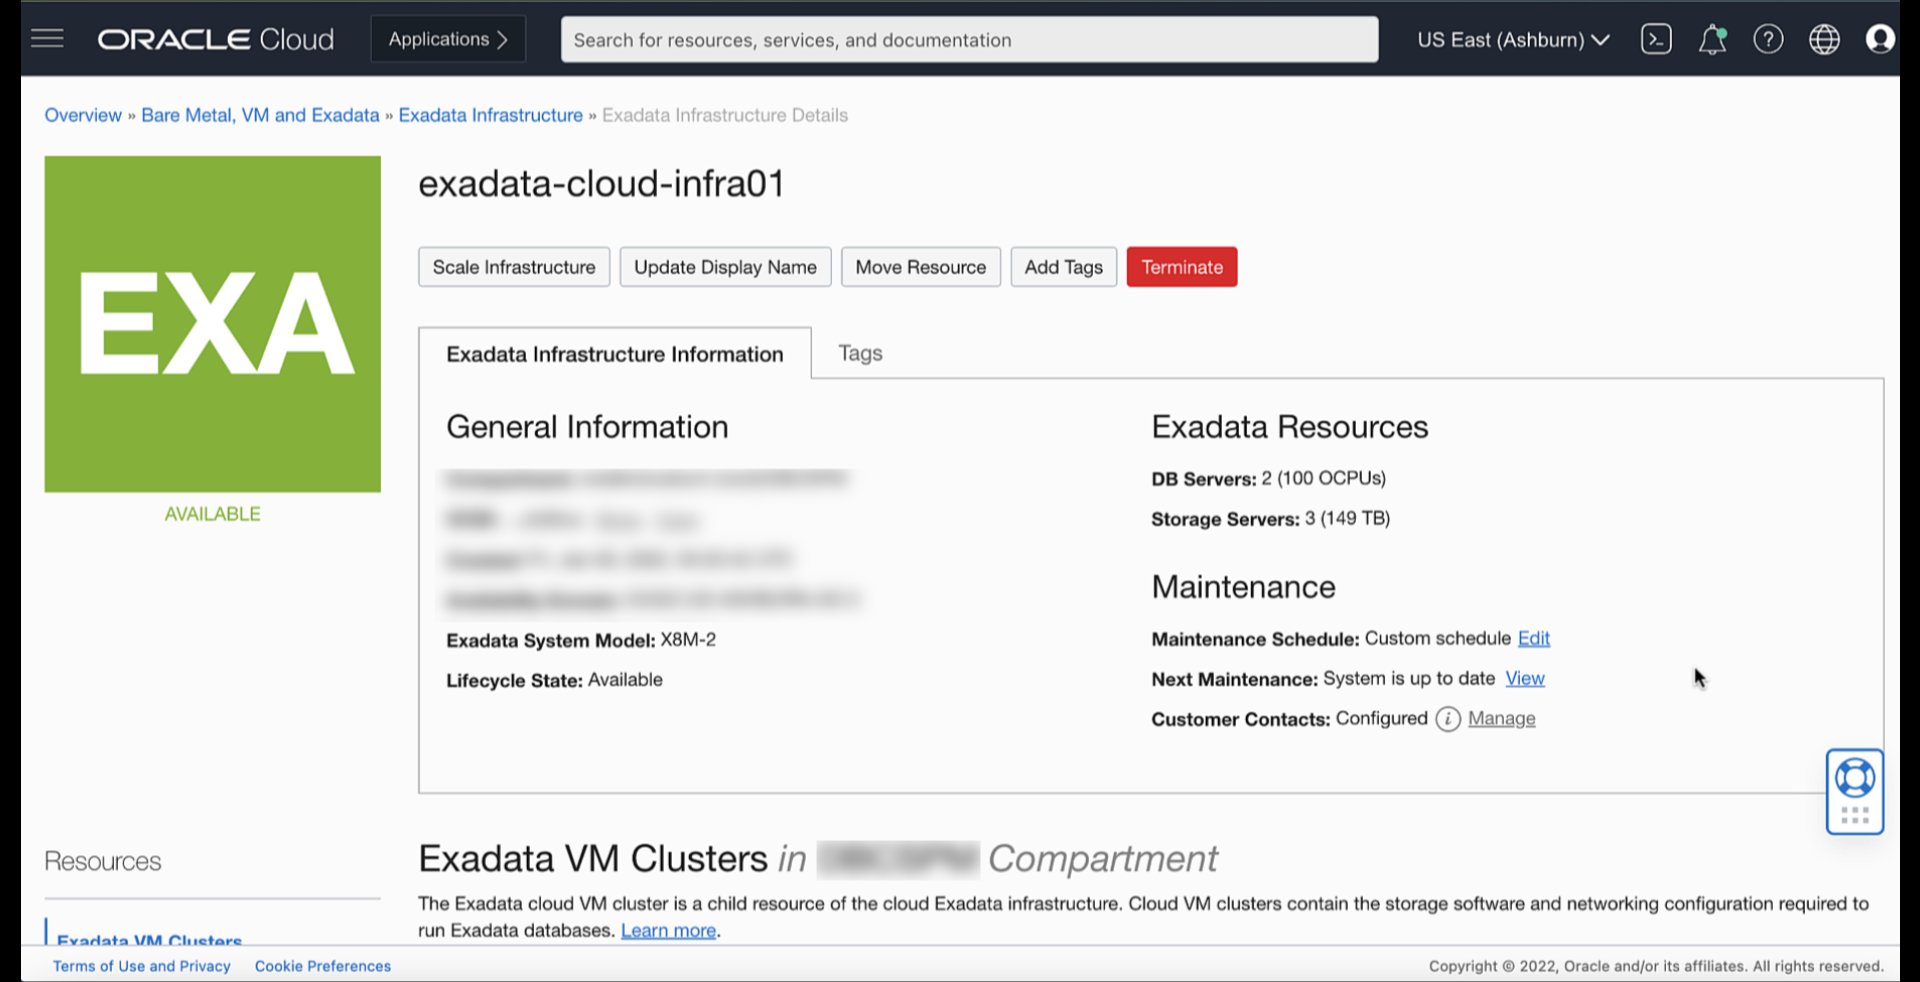 ORACLE Cloud
Applications
Search for resources, services, and documentation
US East (Ashburn)
Overview » Bare Metal, VM and Exadata » Exadata Infrastructure » Exadata Infrastructure Details
EXA
AVAILABLE
exadata-cloud-infra01
Scale Infrastructure
Update Display Name
Move Resource
Add Tags
Terminate
Exadata Infrastructure Information
Tags
General Information
Exadata System Model: X8M-2
Lifecycle State: Available
Exadata Resources
DB Servers: 2 (100 OCPUs)
Storage Servers: 3 (149 TB)
Maintenance
Maintenance Schedule: Custom schedule Edit
Next Maintenance: System is up to date View
Customer Contacts: Configured i Manage
Resources
Exadata VM Clusters
Exadata VM Clusters in Compartment
The Exadata cloud VM cluster is a child resource of the cloud Exadata infrastructure. Cloud VM clusters contain the storage software and networking configuration required to
run Exadata databases. Learn more.
Terms of Use and Privacy
Cookie Preferences
Copyright © 2022, Oracle and/or its affiliates. All rights reserved.